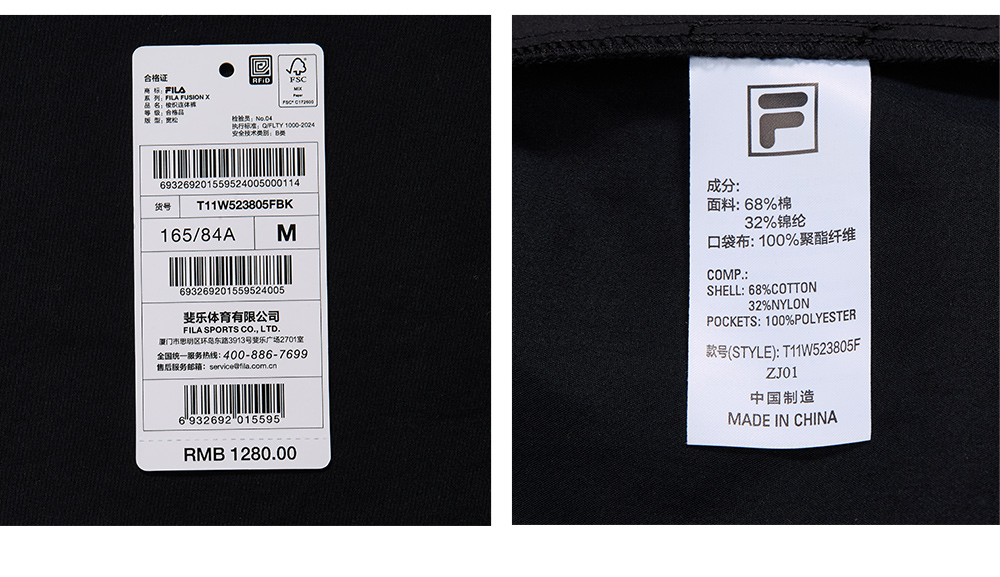 合格证
商 标: FILA
系 列: FILA FUSION X
品 名: 梭织连体裤
等 级: 合格品
版 型: 宽松
RFiD
FSC
MIX
Paper
FSC® C172800
检验员: No.04
执行标准: Q/FLTY 1000-2024
安全技术类别: B类
693269201559524005000114
货号 T11W523805FBK
165/84A M
693269201559524005
斐乐体育有限公司
FILA SPORTS CO., LTD.
厦门市思明区环岛东路3913号斐乐广场2701室
全国统一服务热线: 400-886-7699
售后服务邮箱: service@fila.com.cn
6 932692 015595
RMB 1280.00
F
成分:
面料: 68%棉
32%锦纶
口袋布: 100%聚酯纤维
COMP.:
SHELL: 68%COTTON
32%NYLON
POCKETS: 100%POLYESTER
款号(STYLE): T11W523805F
ZJ01
中国制造
MADE IN CHINA